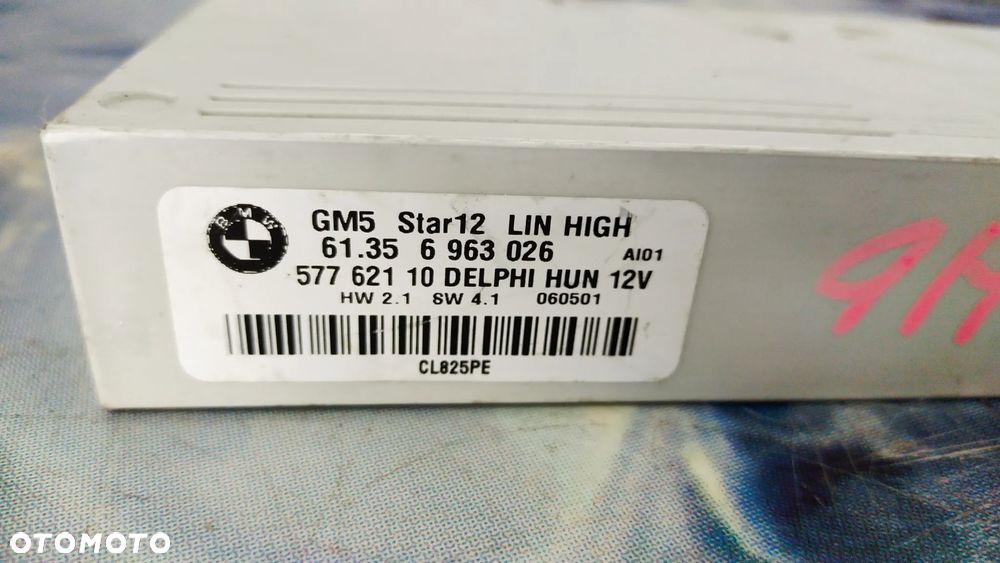 BMW
GM5 Star12 LIN HIGH
61.35 6 963 026 AI01
577 621 10 DELPHI HUN 12V
HW 2.1 SW 4.1 060501
CL825PE
OTOMOTO